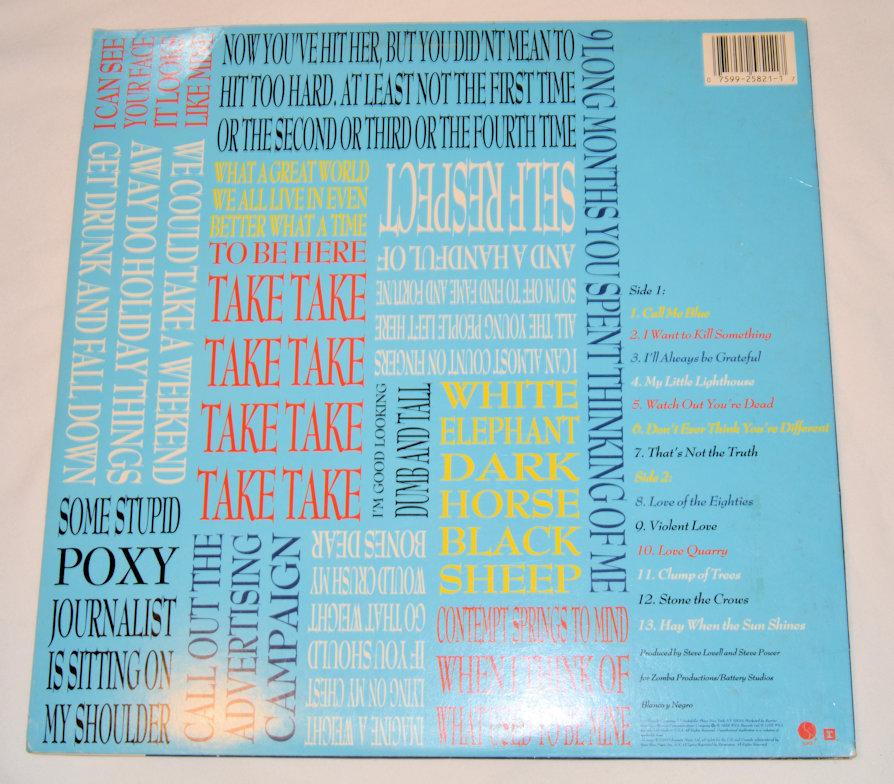 I CAN SEE
YOUR FACE
IT LOOKS
LIKE MINE
NOW YOU'VE HIT HER, BUT YOU DID'NT MEAN TO
HIT TOO HARD. AT LEAST NOT THE FIRST TIME
OR THE SECOND OR THIRD OR THE FOURTH TIME
9 LONG MONTHS YOU SPENT THINKING OF ME
0 7599-25821-1 7
WE COULD TAKE A WEEKEND
AWAY DO HOLIDAY THINGS
GET DRUNK AND FALL DOWN
WHAT A GREAT WORLD
WE ALL LIVE IN EVEN
BETTER WHAT A TIME
TO BE HERE
TAKE TAKE
TAKE TAKE
TAKE TAKE
TAKE TAKE
I CAN ALMOST COUNT ON FINGERS
ALL THE YOUNG PEOPLE LEFT HERE
SO I'M OFF TO FIND FAME AND FORTUNE
AND A HANDFUL OF
SELF RESPECT
I'M GOOD LOOKING
DUMB AND TALL
WHITE
ELEPHANT
DARK
HORSE
BLACK
SHEEP
SOME STUPID
POXY
JOURNALIST
IS SITTING ON
MY SHOULDER
CALL OUT THE
ADVERTISING
CAMPAIGN
IMAGINE A WEIGHT
LYING ON MY CHEST
IF YOU SHOULD
GO THAT WEIGHT
WOULD CRUSH MY
BONES DEAR
CONTEMPT SPRINGS TO MIND
WHEN I THINK OF
WHAT USED TO BE MINE
Side 1:
1. Call Me Blue
2. I Want to Kill Something
3. I'll Always be Grateful
4. My Little Lighthouse
5. Watch Out You're Dead
6. Don't Ever Think You're Different
7. That's Not the Truth
Side 2:
8. Love of the Eighties
9. Violent Love
10. Love Quarry
11. Clump of Trees
12. Stone the Crows
13. Hay When the Sun Shines
Produced by Steve Lovell and Steve Power
for Zomba Productions/Battery Studios
Blanco y Negro